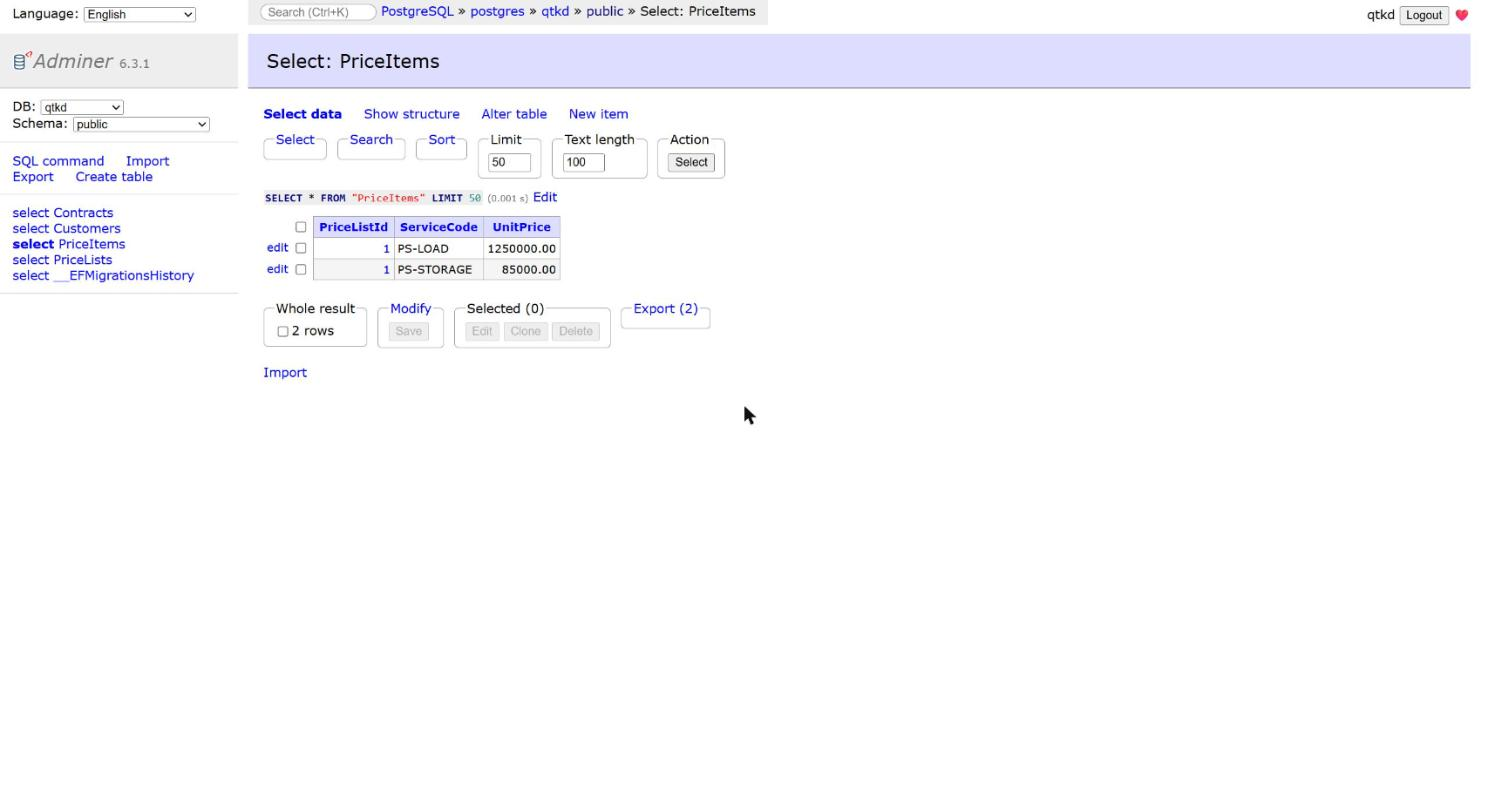 Language: English
Search (Ctrl+K) PostgreSQL » postgres » qtkd » public » Select: PriceItems
qtkd Logout
Adminer 6.3.1
Select: PriceItems
DB: qtkd
Schema: public
SQL command Import
Export Create table
select Contracts
select Customers
select PriceItems
select PriceLists
select __EFMigrationsHistory
Select data Show structure Alter table New item
Select Search Sort Limit Text length Action
50 100 Select
SELECT * FROM "PriceItems" LIMIT 50 (0.001 s) Edit
PriceListId ServiceCode UnitPrice
edit 1 PS-LOAD 1250000.00
edit 1 PS-STORAGE 85000.00
Whole result Modify Selected (0) Export (2)
2 rows Save Edit Clone Delete
Import